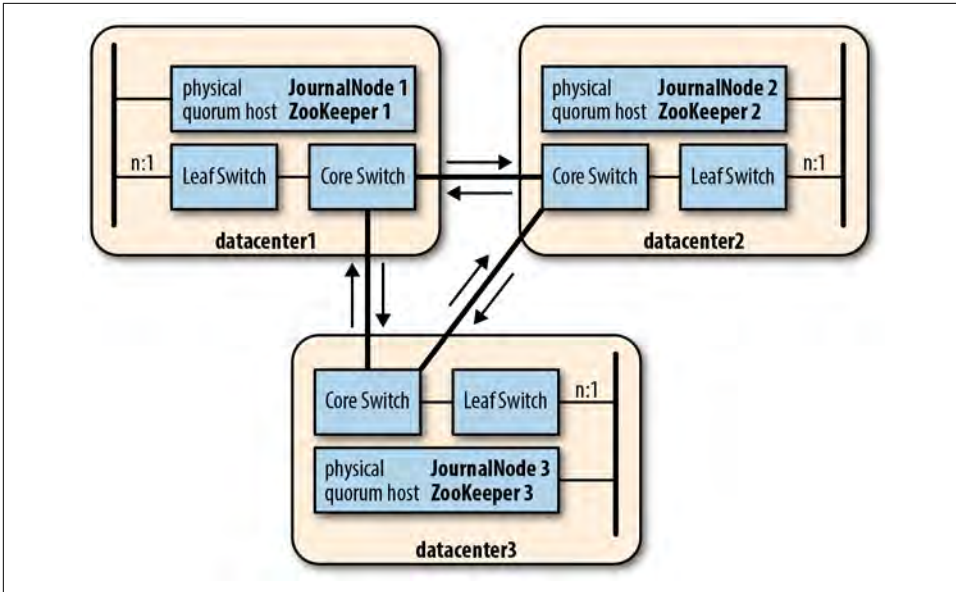 physical JournalNode 1
quorum host ZooKeeper 1
n:1
Leaf Switch
Core Switch
datacenter1
physical JournalNode 2
quorum host ZooKeeper 2
Core Switch
Leaf Switch
n:1
datacenter2
Core Switch
Leaf Switch
n:1
physical JournalNode 3
quorum host ZooKeeper 3
datacenter3